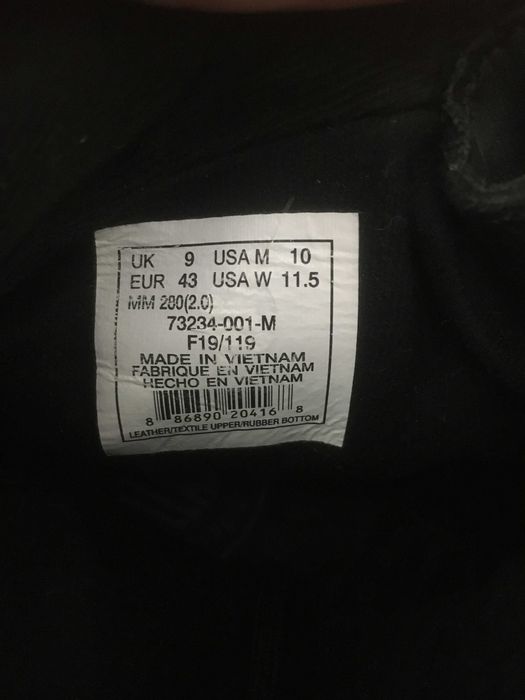 UK 9 USA M 10
EUR 43 USA W 11.5
MM 280(2.0)
73234-001-M
F19/119
MADE IN VIETNAM
FABRIQUE EN VIETNAM
HECHO EN VIETNAM
8 86890 20416 8
LEATHER/TEXTILE UPPER/RUBBER BOTTOM